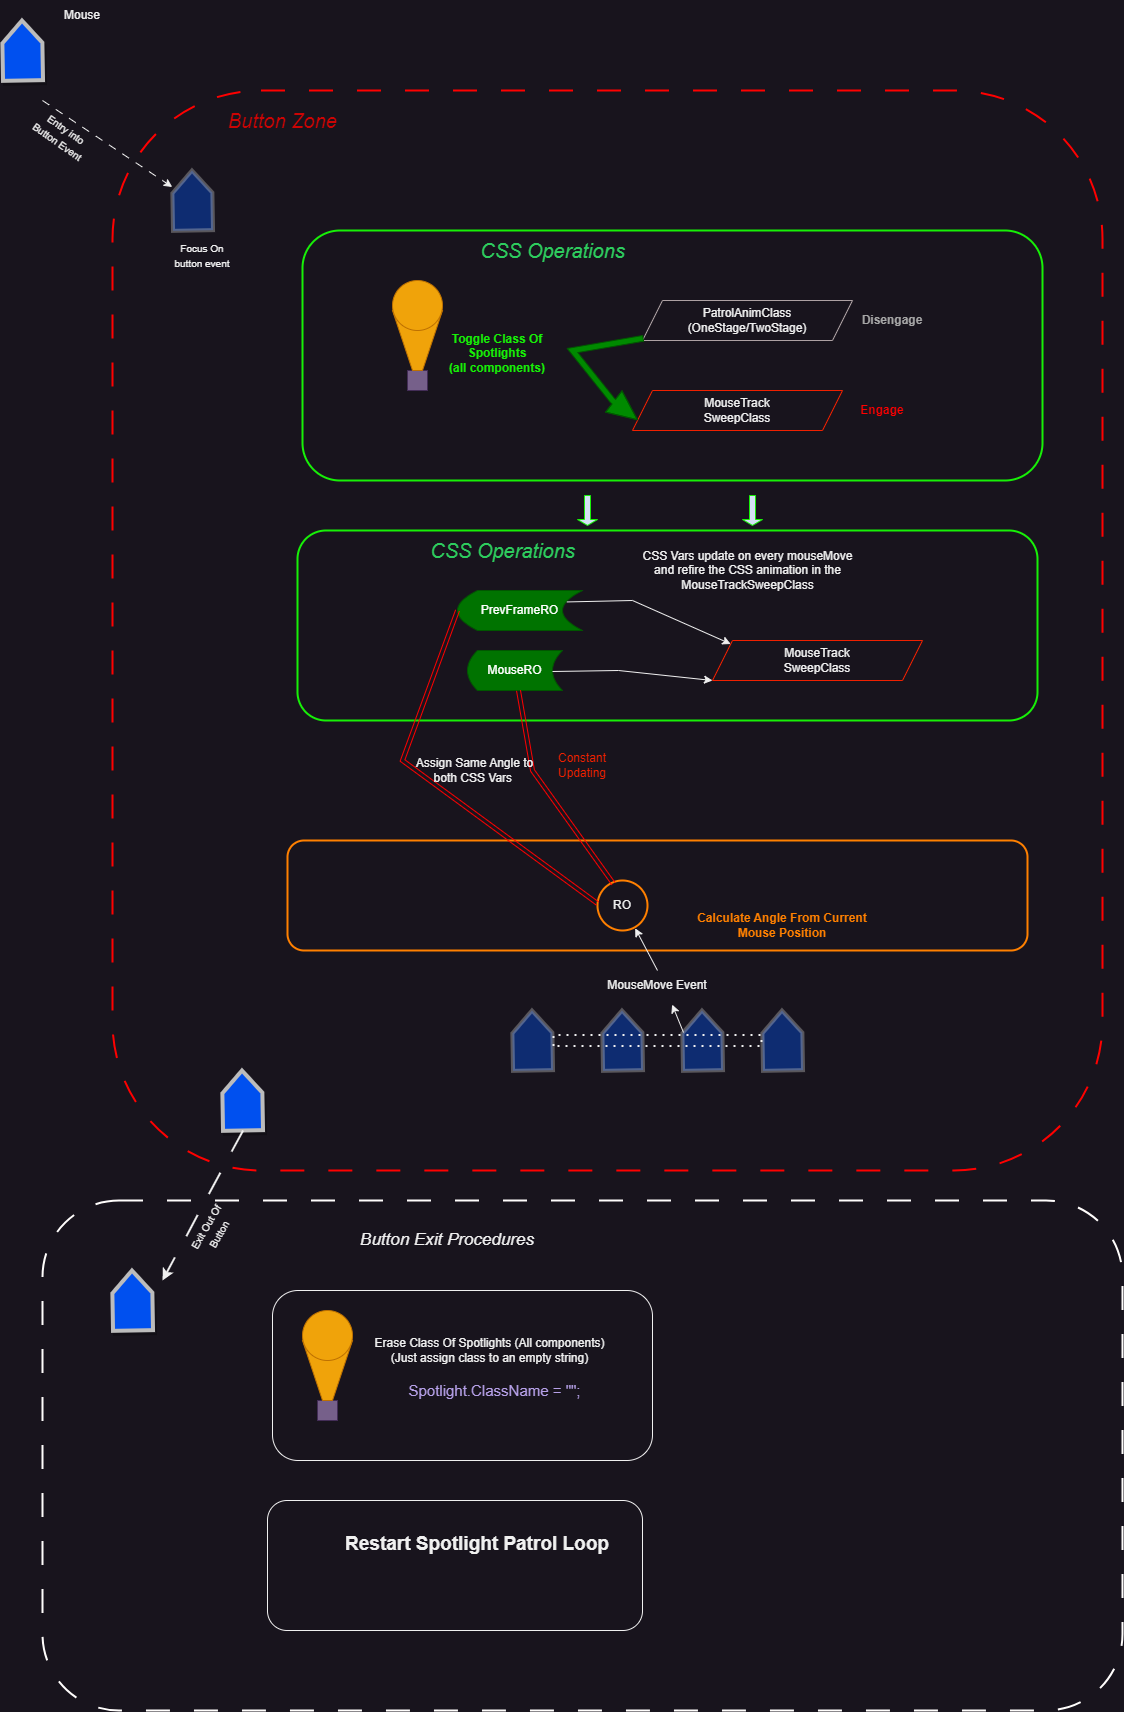 Mouse
Button Zone
Entry into
Button Event
Focus On
button event
CSS Operations
Toggle Class Of
Spotlights
(all components)
PatrolAnimClass
(OneStage/TwoStage)
Disengage
MouseTrack
SweepClass
Engage
CSS Operations
CSS Vars update on every mouseMove
and refire the CSS animation in the
MouseTrackSweepClass
PrevFrameRO
MouseRO
MouseTrack
SweepClass
Assign Same Angle to
both CSS Vars
Constant
Updating
RO
Calculate Angle From Current
Mouse Position
MouseMove Event
Exit Out Of
Button
Button Exit Procedures
Erase Class Of Spotlights (All components)
(Just assign class to an empty string)
Spotlight.ClassName = "";
Restart Spotlight Patrol Loop